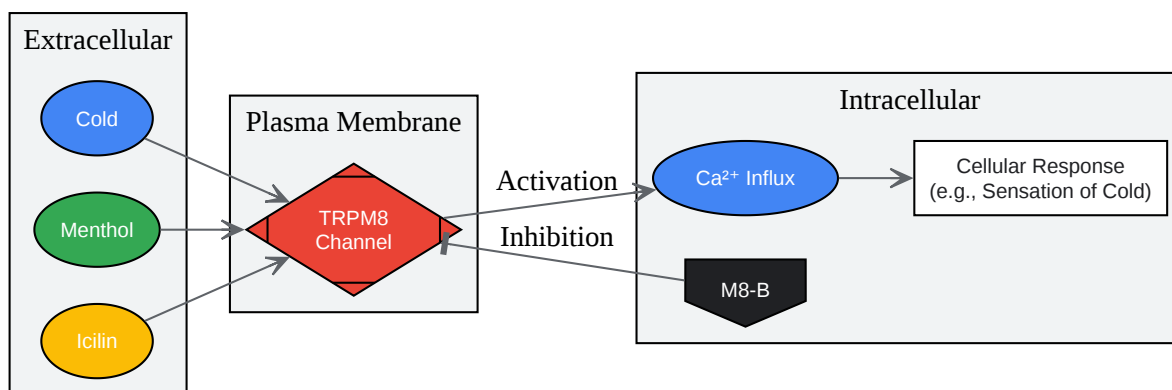 Extracellular
Cold
Menthol
Icilin
Plasma Membrane
TRPM8
Channel
Activation
Inhibition
Intracellular
Ca²⁺ Influx
Cellular Response
(e.g., Sensation of Cold)
M8-B